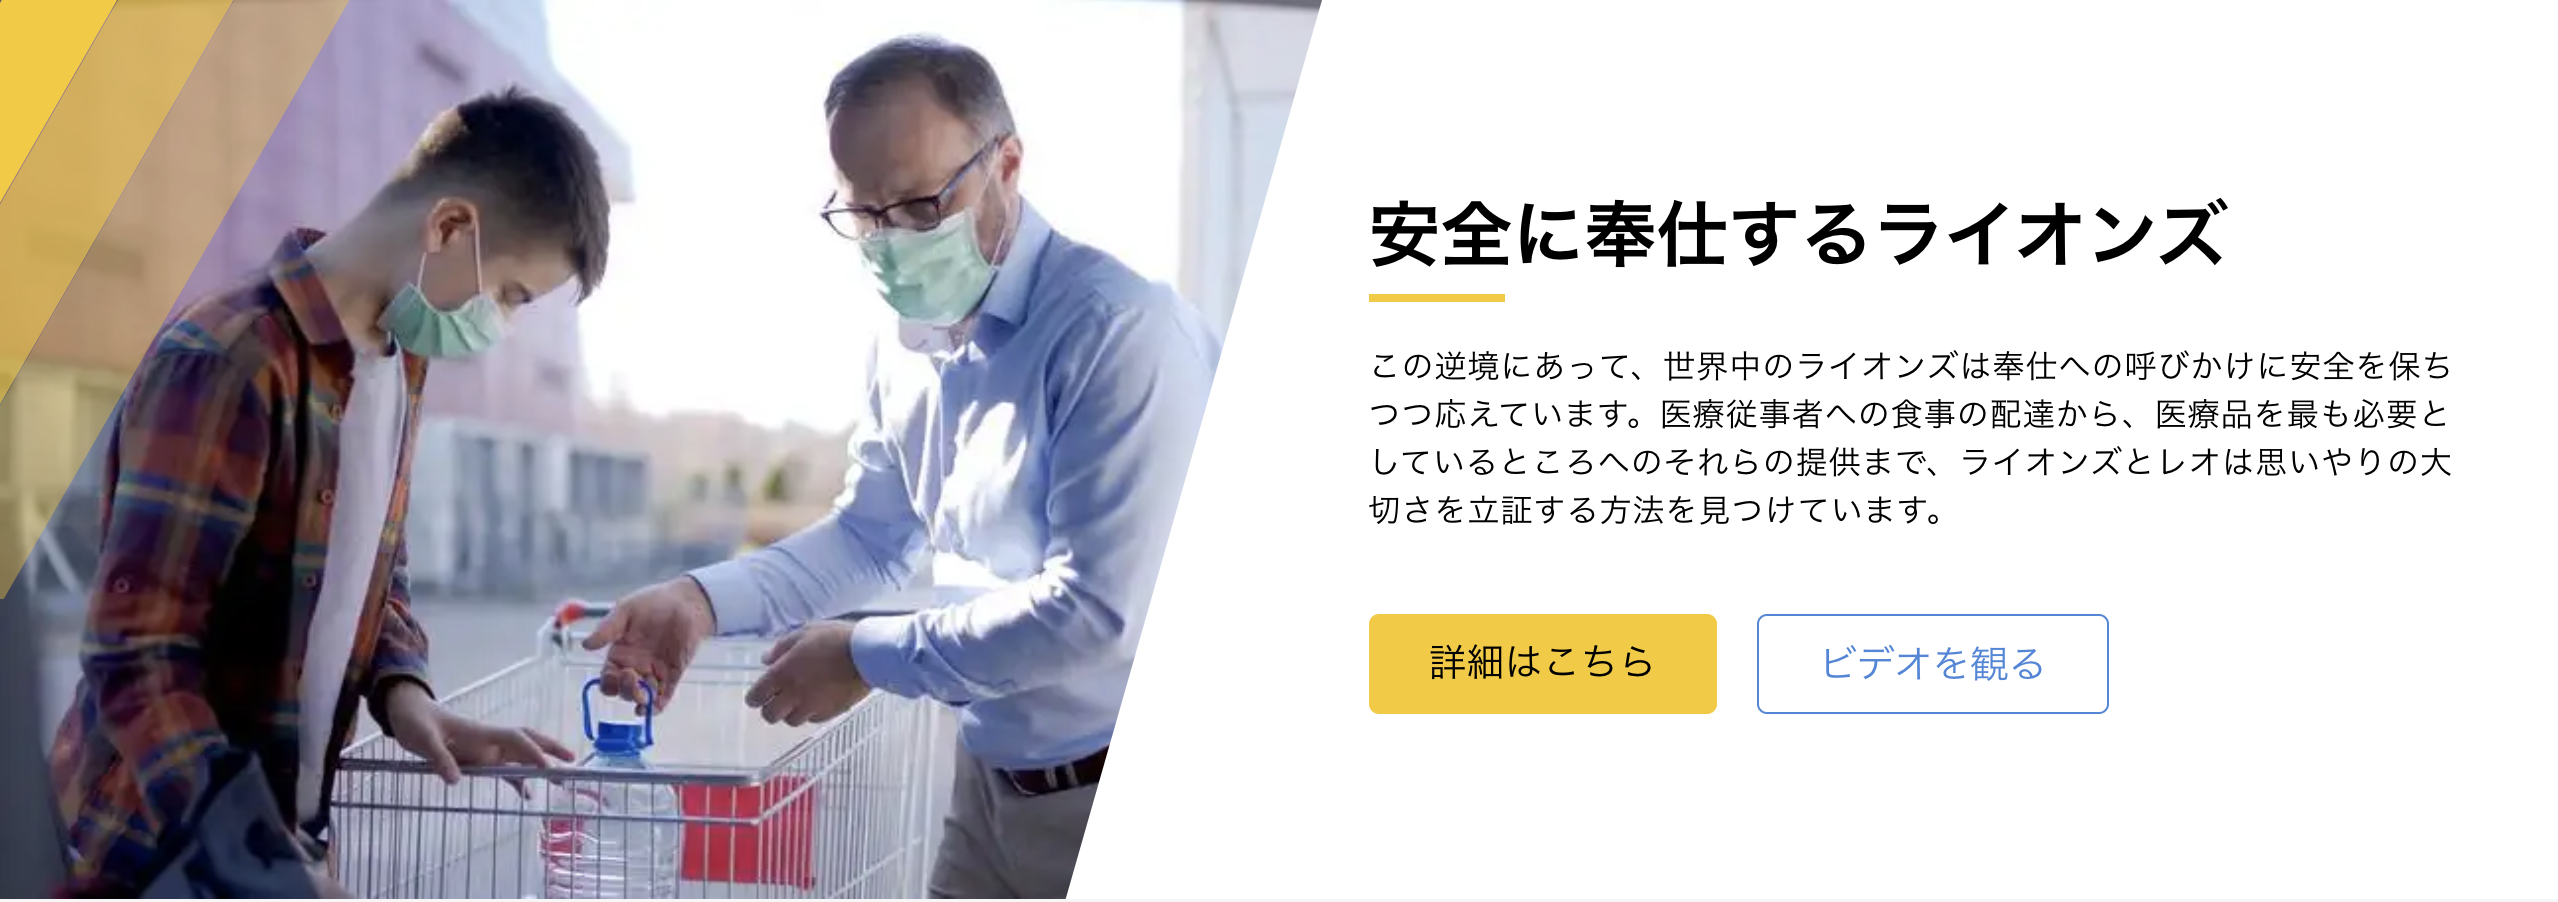 安全に奉仕するライオンズ
この逆境にあって、世界中のライオンズは奉仕への呼びかけに安全を保ち
つつ応えています。医療従事者への食事の配達から、医療品を最も必要と
しているところへのそれらの提供まで、ライオンズとレオは思いやりの大
切さを立証する方法を見つけています。
詳細はこちら
ビデオを観る